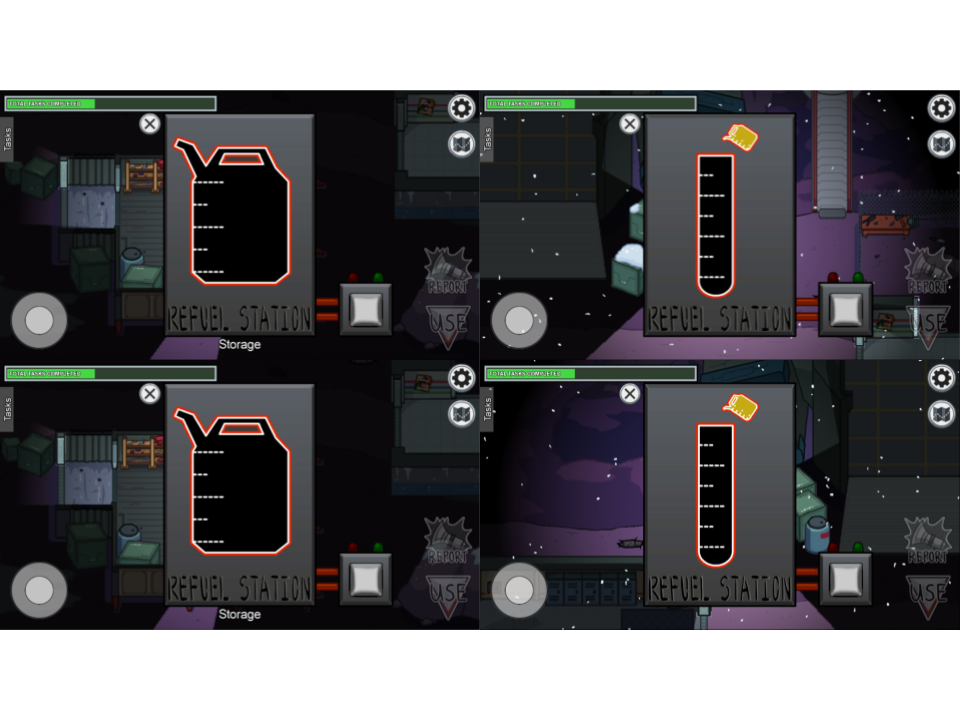 TOTAL TASKS COMPLETED
Tasks
REFUEL STATION
REPORT
USE
Storage
TOTAL TASKS COMPLETED
Tasks
REFUEL STATION
REPORT
USE
TOTAL TASKS COMPLETED
Tasks
REFUEL STATION
REPORT
USE
Storage
TOTAL TASKS COMPLETED
Tasks
REFUEL STATION
REPORT
USE